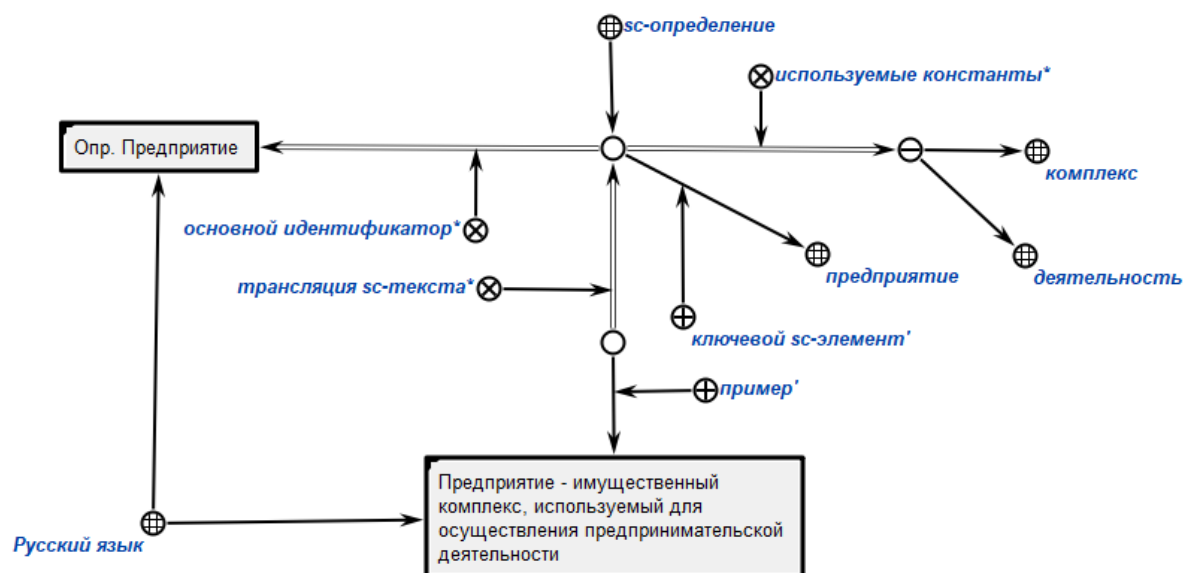 sc-определение
используемые константы*
Опр. Предприятие
комплекс
основной идентификатор*
предприятие
деятельность
трансляция sc-текста*
ключевой sc-элемент'
пример'
Предприятие - имущественный
комплекс, используемый для
осуществления предпринимательской
деятельности
Русский язык